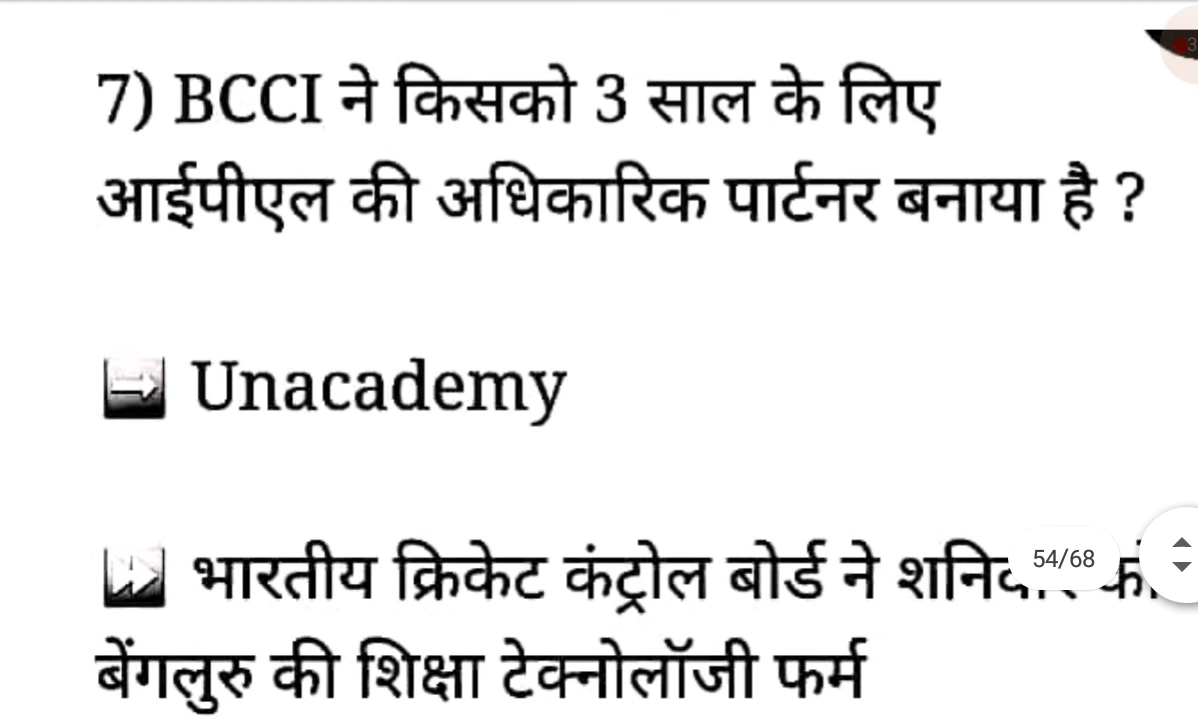 7) BCCI ने किसको 3 साल के लिए
आईपीएल की अधिकारिक पार्टनर बनाया है ?
Unacademy
भारतीय क्रिकेट कंट्रोल बोर्ड ने
54/68
बेंगलुरु की शिक्षा टेक्नोलॉजी फर्म